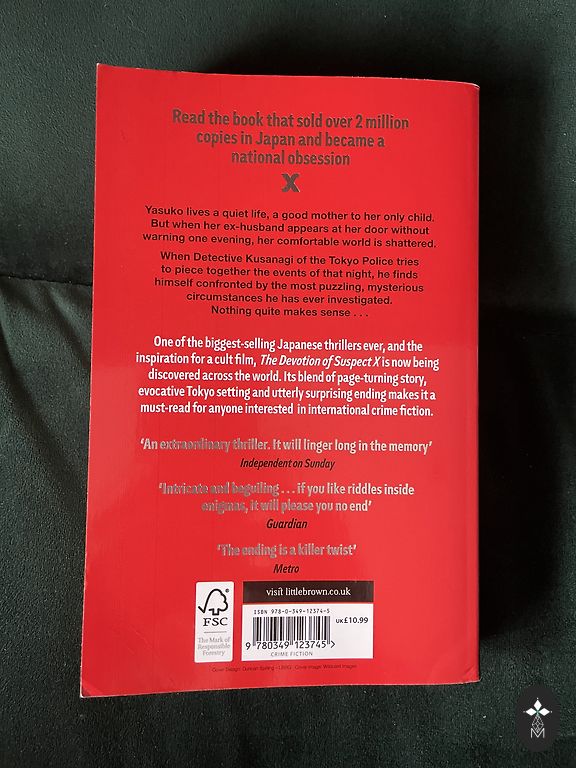 Read the book that sold over 2 million
copies in Japan and became a
national obsession
X
Yasuko lives a quiet life, a good mother to her only child.
But when her ex-husband appears at her door without
warning one evening, her comfortable world is shattered.
When Detective Kusanagi of the Tokyo Police tries
to piece together the events of that night, he finds
himself confronted by the most puzzling, mysterious
circumstances he has ever investigated.
Nothing quite makes sense . . .
One of the biggest-selling Japanese thrillers ever, and the
inspiration for a cult film, The Devotion of Suspect X is now being
discovered across the world. Its blend of page-turning story,
evocative Tokyo setting and utterly surprising ending makes it a
must-read for anyone interested in international crime fiction.
‘An extraordinary thriller. It will linger long in the memory’
Independent on Sunday
‘Intricate and beguiling . . . if you like riddles inside
enigmas, it will please you no end’
Guardian
‘The ending is a killer twist’
Metro
visit littlebrown.co.uk
FSC
The Mark of
Responsible
Forestry
ISBN 978-0-349-12374-5
9 780349 123745 >
UK £10.99
CRIME FICTION
Cover Design: Duncan Spilling – LBBG Cover Image: Wildcard Images
M